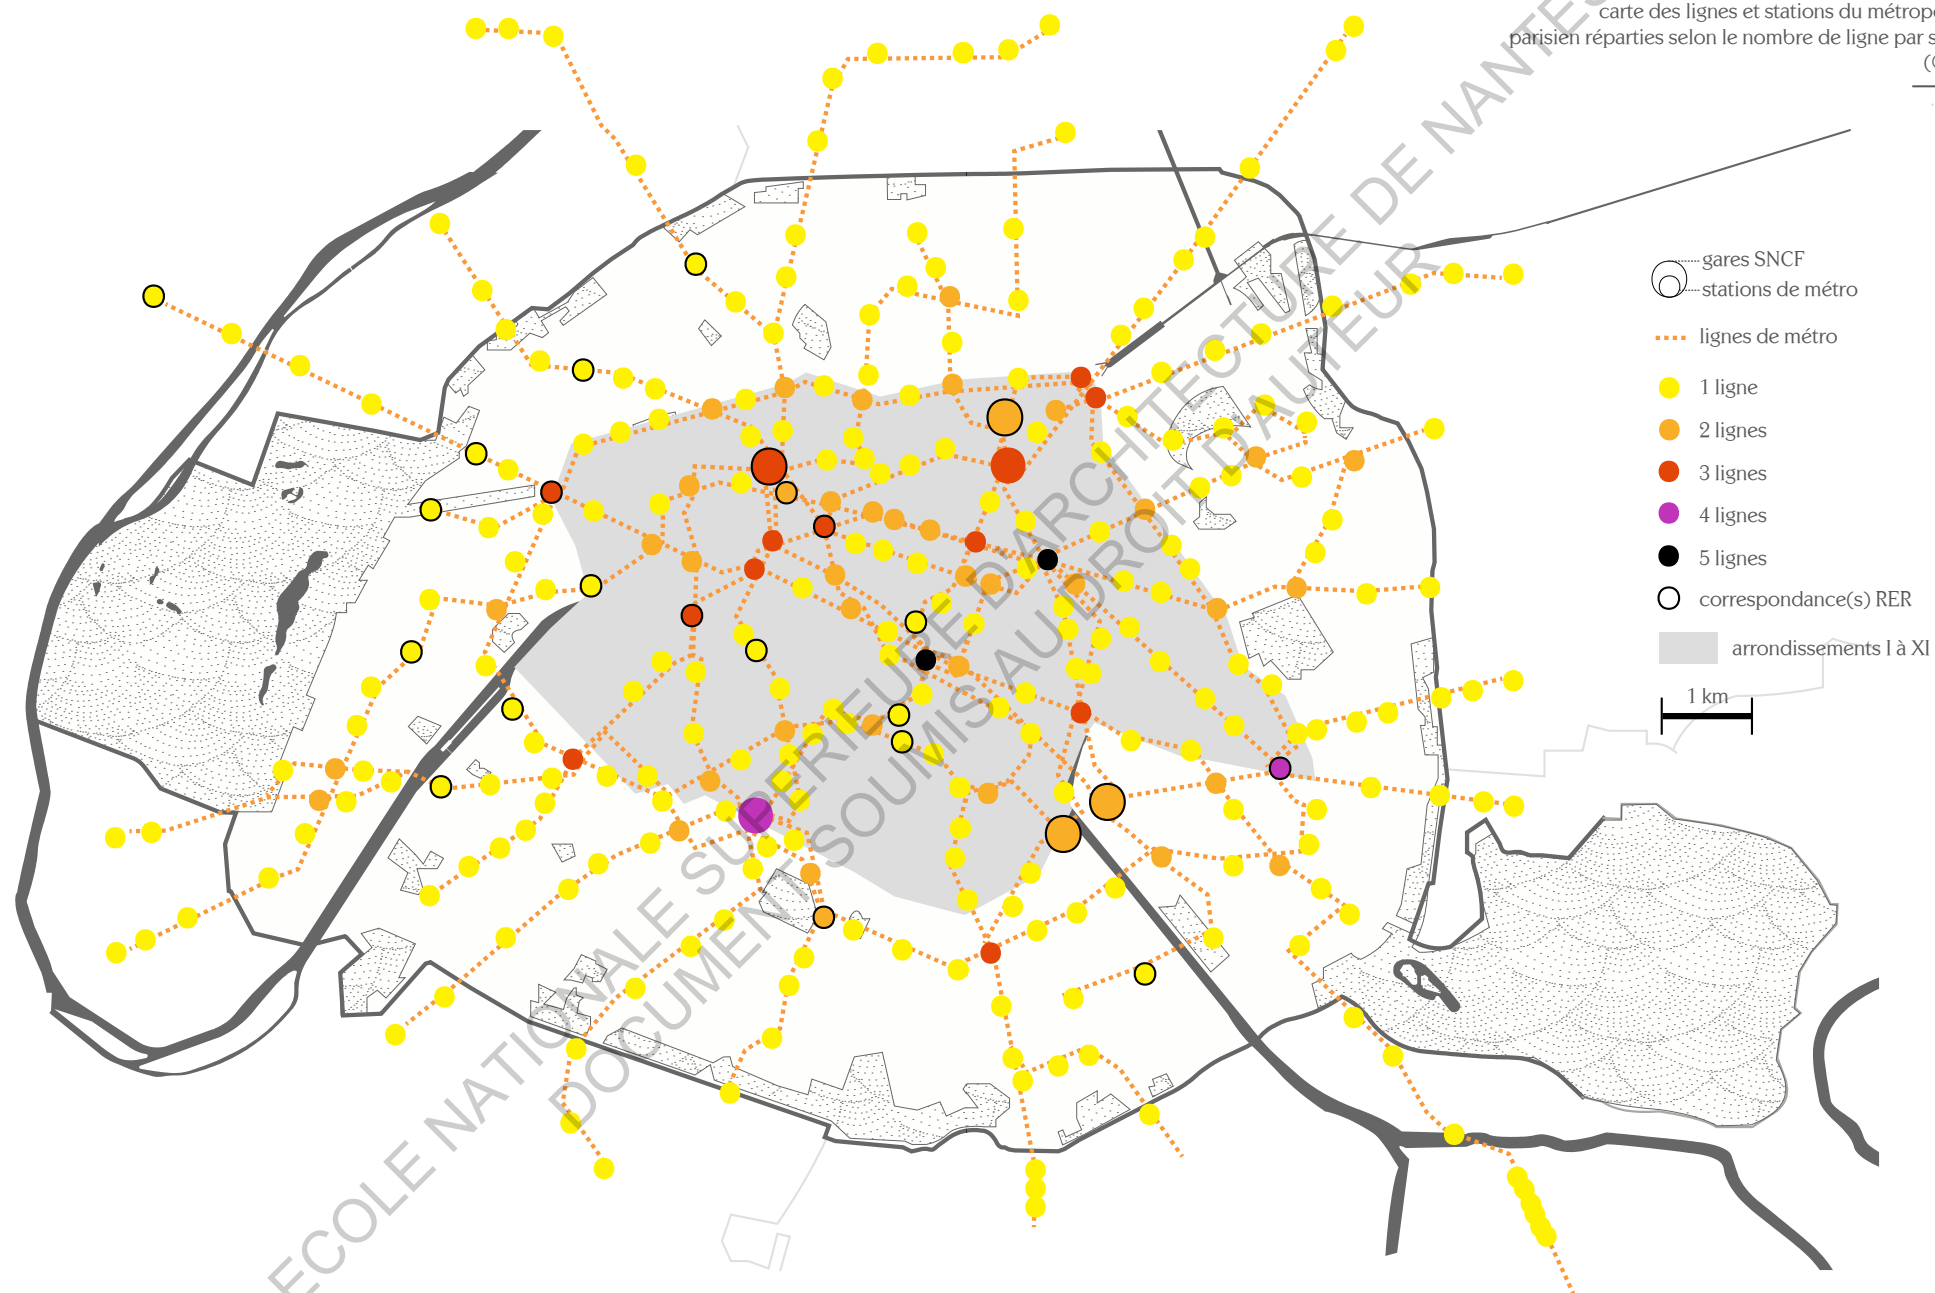 carte des lignes et stations du
parisien réparties selon le nombre de ligne par
gares SNCF
stations de métro
lignes de métro
1 ligne
2 lignes
3 lignes
4 lignes
5 lignes
correspondance(s) RER
arrondissements I à XI
1 km
ECOLE NATIONALE SUPERIEURE D'ARCHITECTURE DE NANTES
DOCUMENT SOUMIS AU DROIT D'AUTEUR